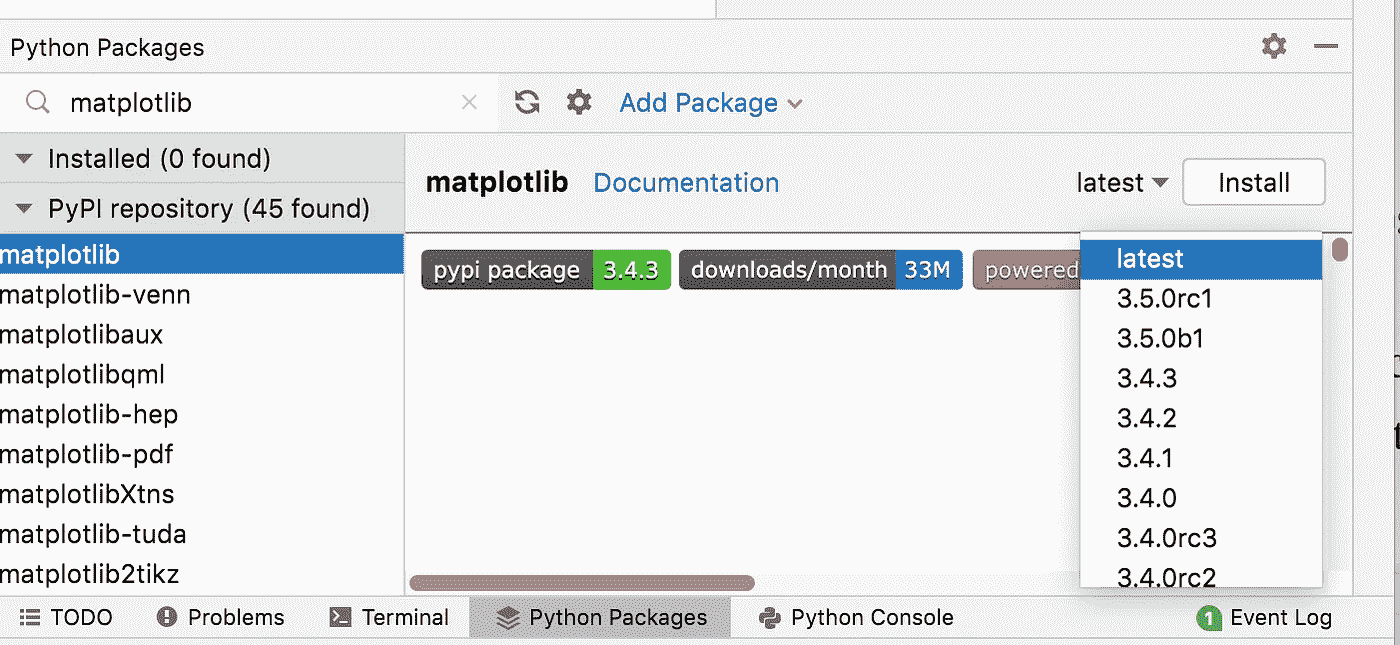 Python Packages
matplotlib
Add Package
Installed (0 found)
PyPI repository (45 found)
matplotlib
matplotlib-venn
matplotlibaux
matplotlibqml
matplotlib-hep
matplotlib-pdf
matplotlibXtns
matplotlib-tuda
matplotlib2tikz
matplotlib Documentation latest Install
pypi package 3.4.3 downloads/month 33M powered
latest
3.5.0rc1
3.5.0b1
3.4.3
3.4.2
3.4.1
3.4.0
3.4.0rc3
3.4.0rc2
TODO Problems Terminal Python Packages Python Console 1 Event Log